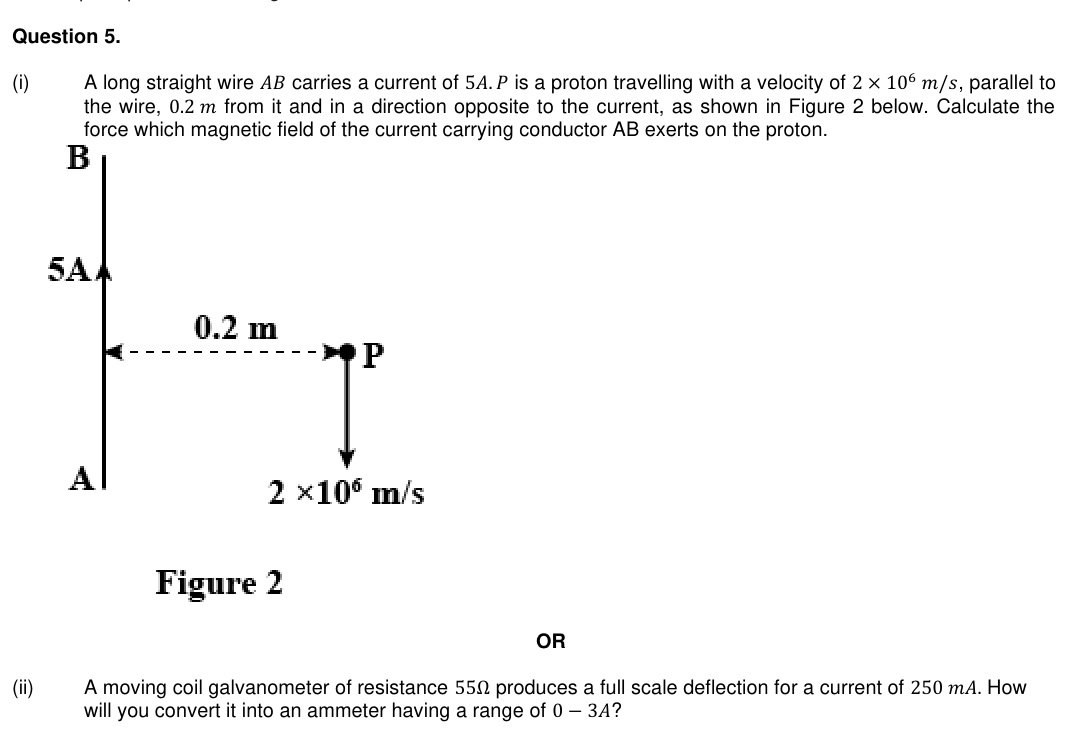 Question 5.
(i) A long straight wire AB carries a current of 5A. P is a proton travelling with a velocity of 2 × 10⁶ m/s, parallel to
the wire, 0.2 m from it and in a direction opposite to the current, as shown in Figure 2 below. Calculate the
force which magnetic field of the current carrying conductor AB exerts on the proton.
B
5A
0.2 m
P
A
2 ×10⁶ m/s
Figure 2
OR
(ii) A moving coil galvanometer of resistance 55Ω produces a full scale deflection for a current of 250 mA. How
will you convert it into an ammeter having a range of 0 – 3A?